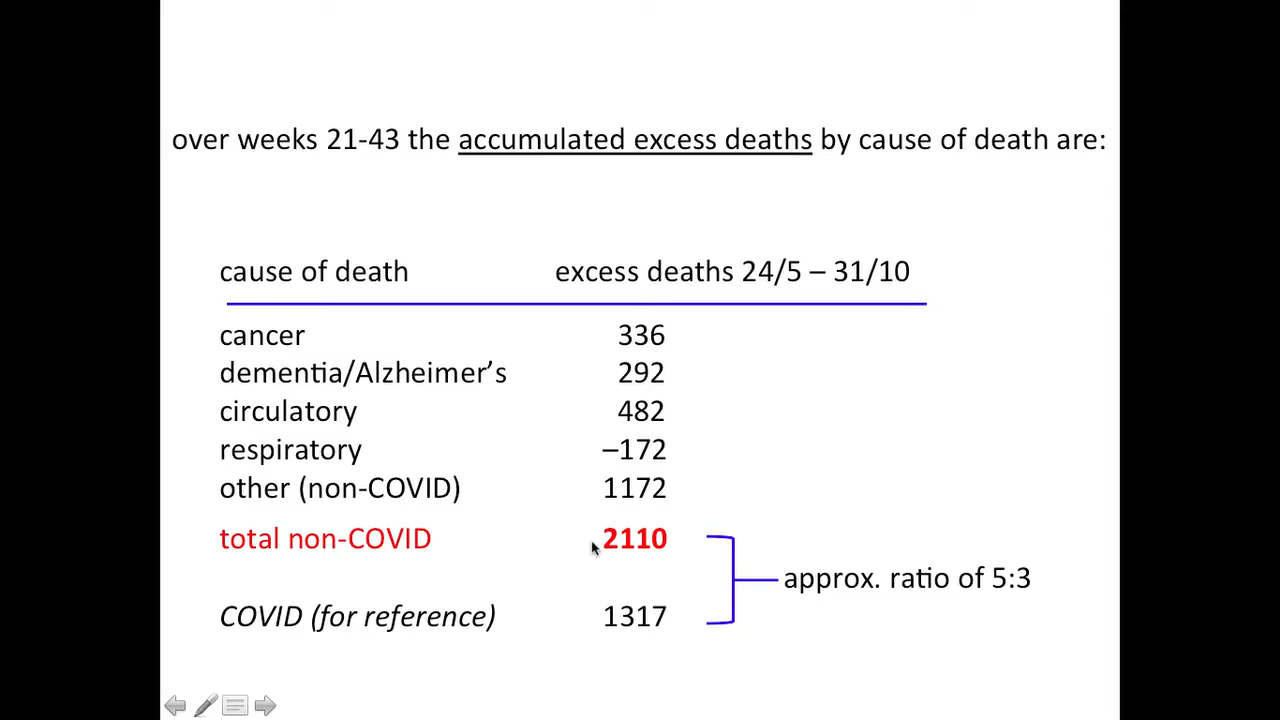 over weeks 21-43 the accumulated excess deaths by cause of death are:
cause of death excess deaths 24/5 – 31/10
cancer 336
dementia/Alzheimer’s 292
circulatory 482
respiratory –172
other (non-COVID) 1172
total non-COVID 2110
approx. ratio of 5:3
COVID (for reference) 1317